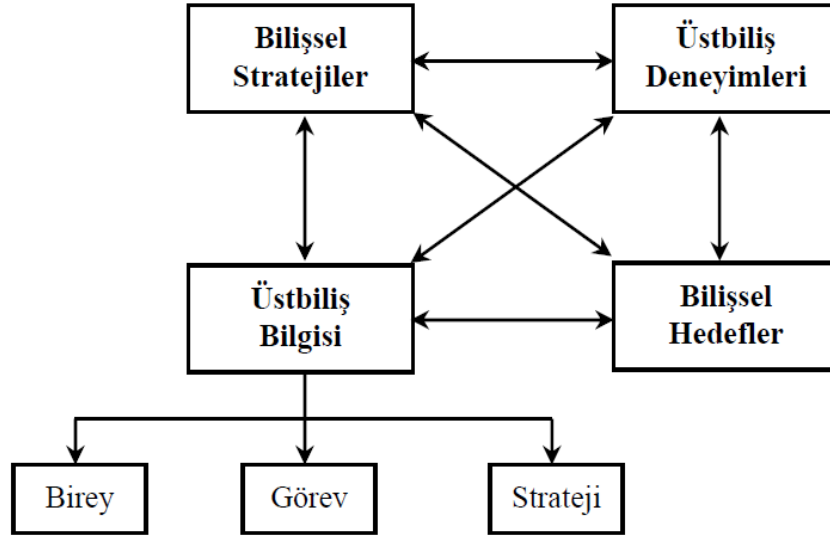 Bilişsel
Stratejiler
Üstbiliş
Deneyimleri
Üstbiliş
Bilgisi
Bilişsel
Hedefler
Birey
Görev
Strateji